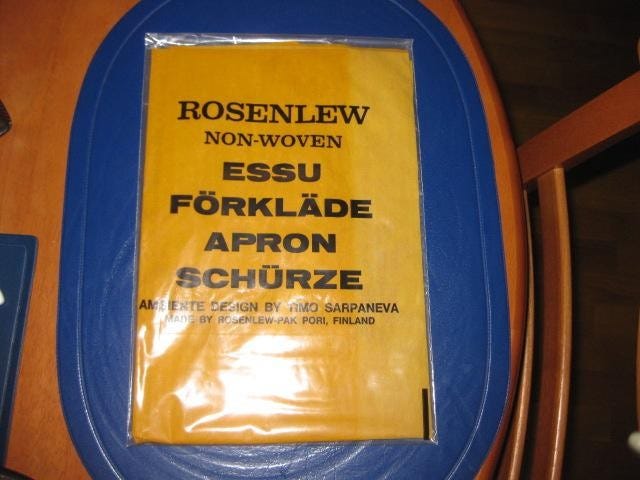 ROSENLEW
NON-WOVEN
ESSU
FÖRKLÄDE
APRON
SCHÜRZE
AMBIENTE DESIGN BY TIMO SARPANEVA
MADE BY ROSENLEW-PAK PORI, FINLAND